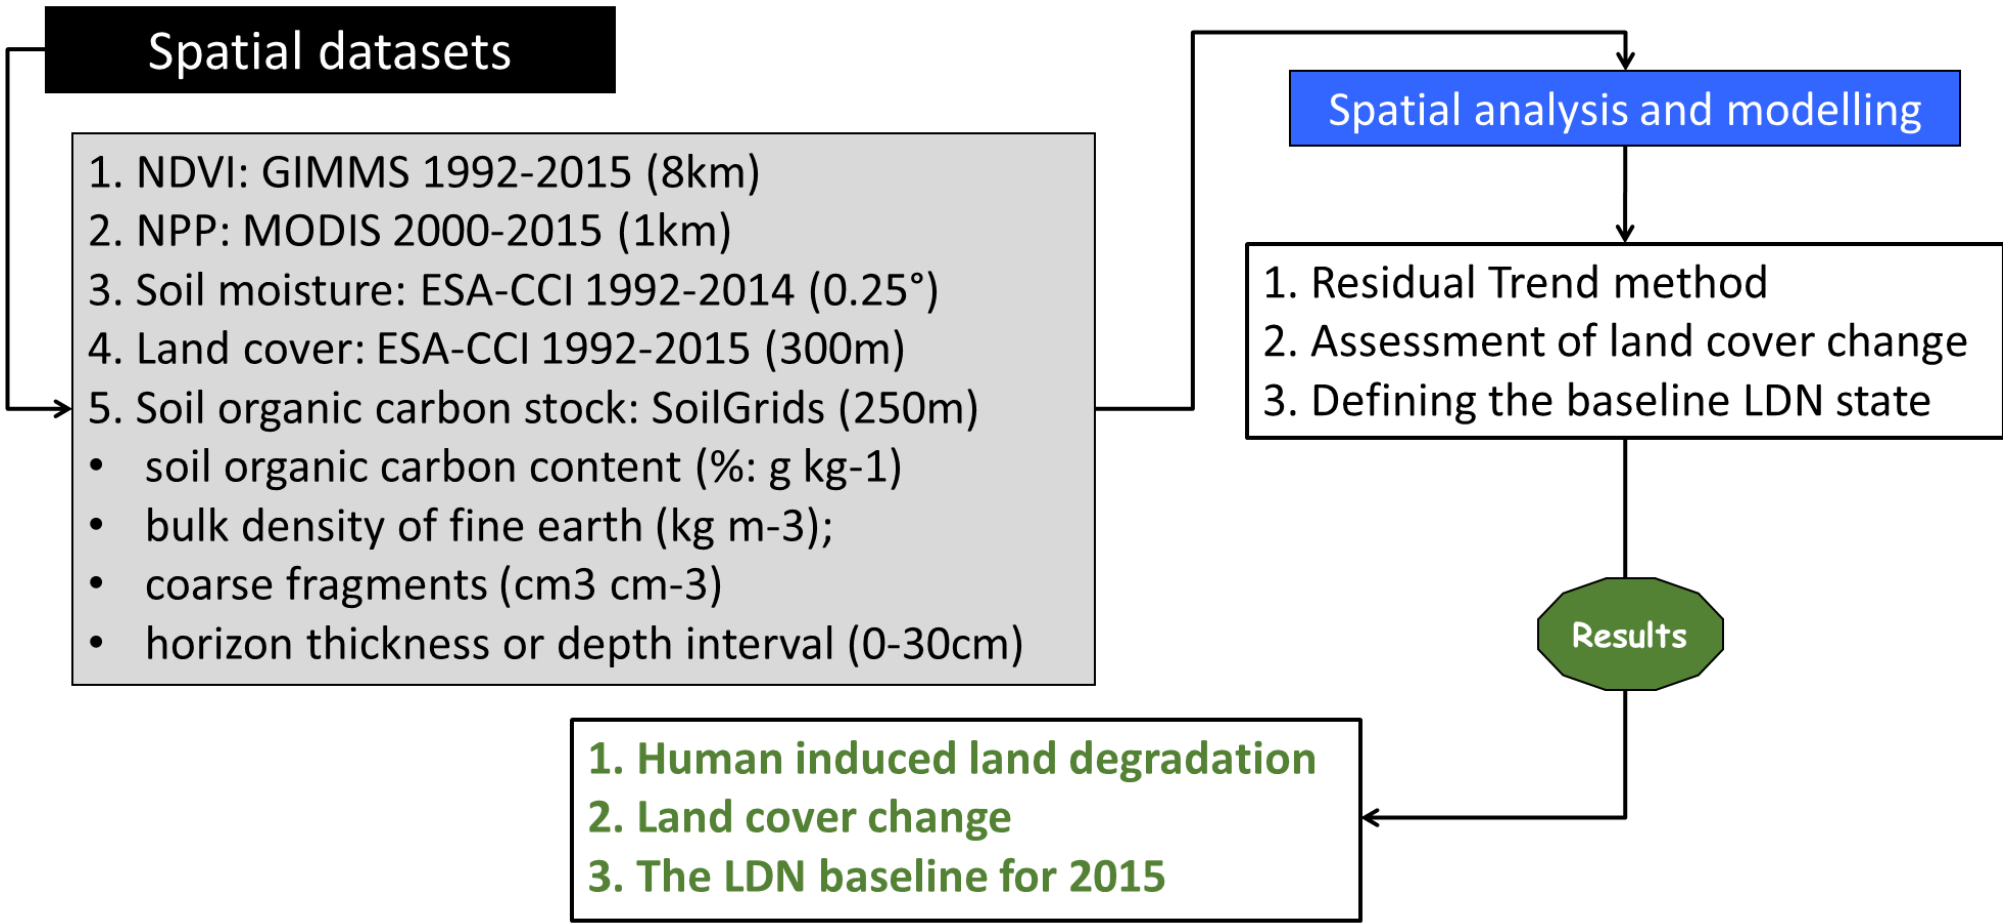 Spatial datasets
1. NDVI: GIMMS 1992-2015 (8km)
2. NPP: MODIS 2000-2015 (1km)
3. Soil moisture: ESA-CCI 1992-2014 (0.25°)
4. Land cover: ESA-CCI 1992-2015 (300m)
5. Soil organic carbon stock: SoilGrids (250m)
• soil organic carbon content (%: g kg-1)
• bulk density of fine earth (kg m-3);
• coarse fragments (cm3 cm-3)
• horizon thickness or depth interval (0-30cm)
Spatial analysis and modelling
1. Residual Trend method
2. Assessment of land cover change
3. Defining the baseline LDN state
Results
1. Human induced land degradation
2. Land cover change
3. The LDN baseline for 2015